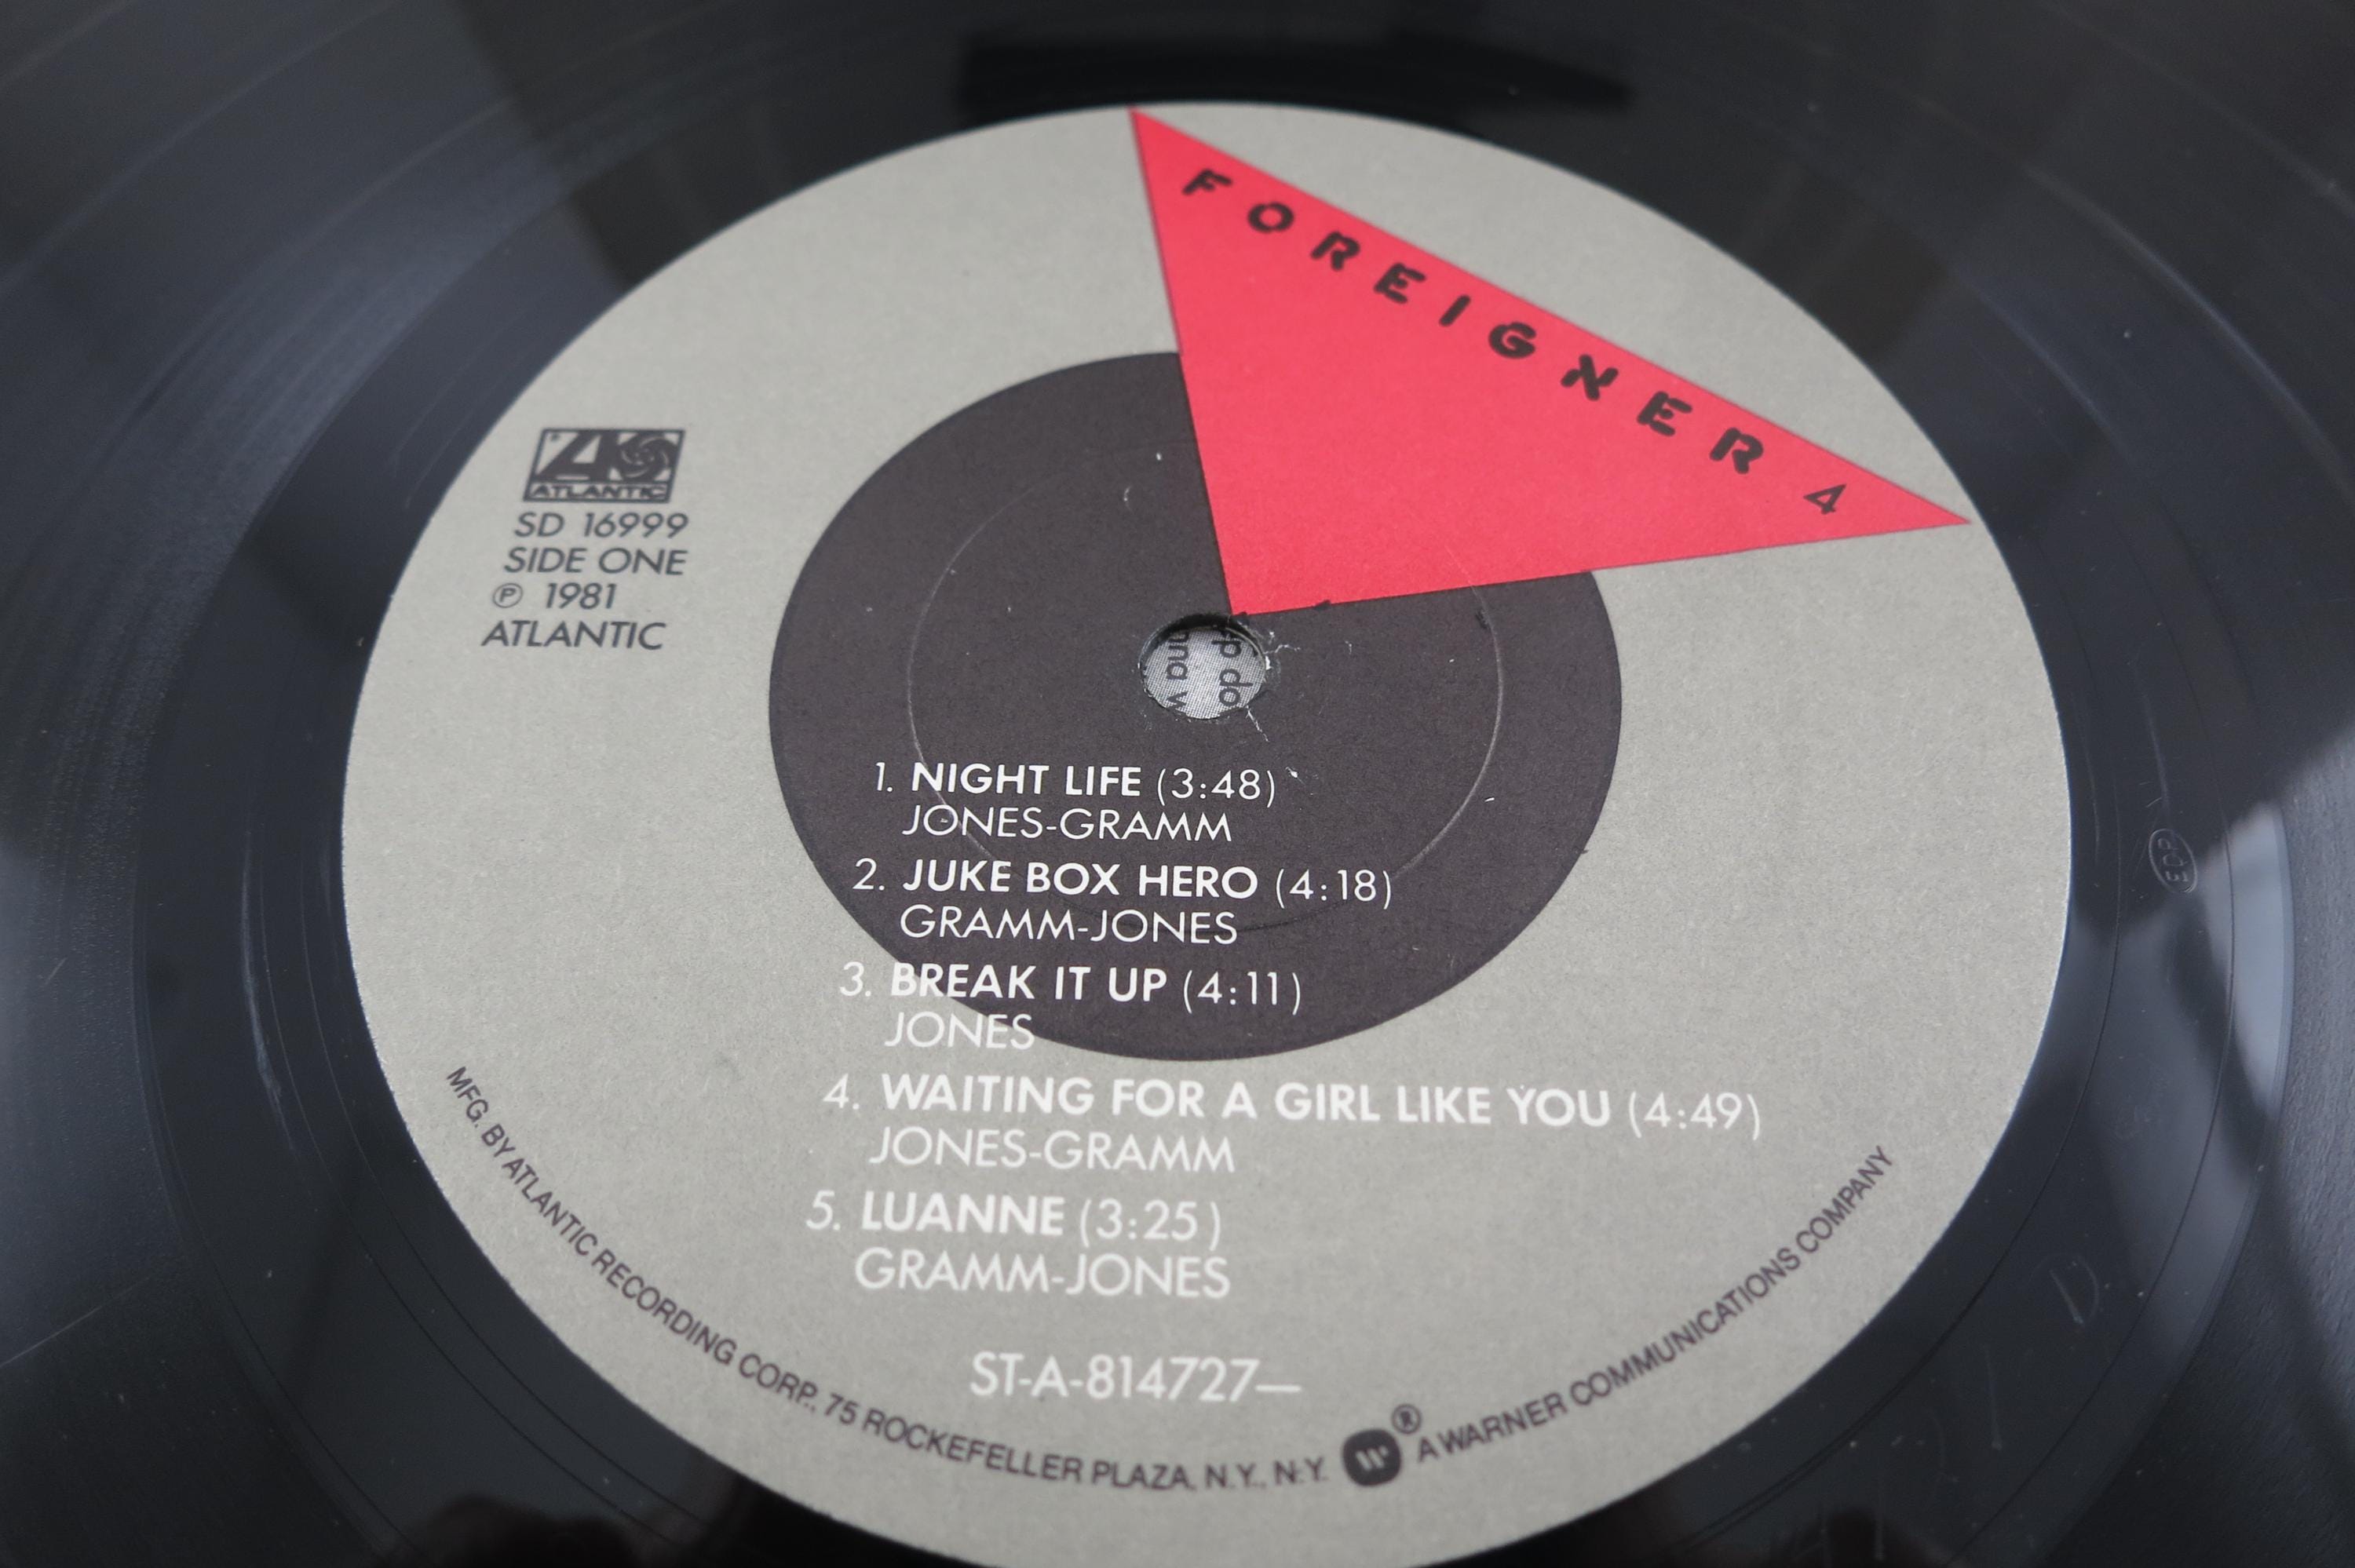 FOREIGNER 4
ATLANTIC
SD 16999
SIDE ONE
℗ 1981
ATLANTIC
1. NIGHT LIFE (3:48)
JONES-GRAMM
2. JUKE BOX HERO (4:18)
GRAMM-JONES
3. BREAK IT UP (4:11)
JONES
4. WAITING FOR A GIRL LIKE YOU (4:49)
JONES-GRAMM
5. LUANNE (3:25)
GRAMM-JONES
ST-A-814727—
MFG. BY ATLANTIC RECORDING CORP., 75 ROCKEFELLER PLAZA, N.Y., N.Y. ® A WARNER COMMUNICATIONS COMPANY